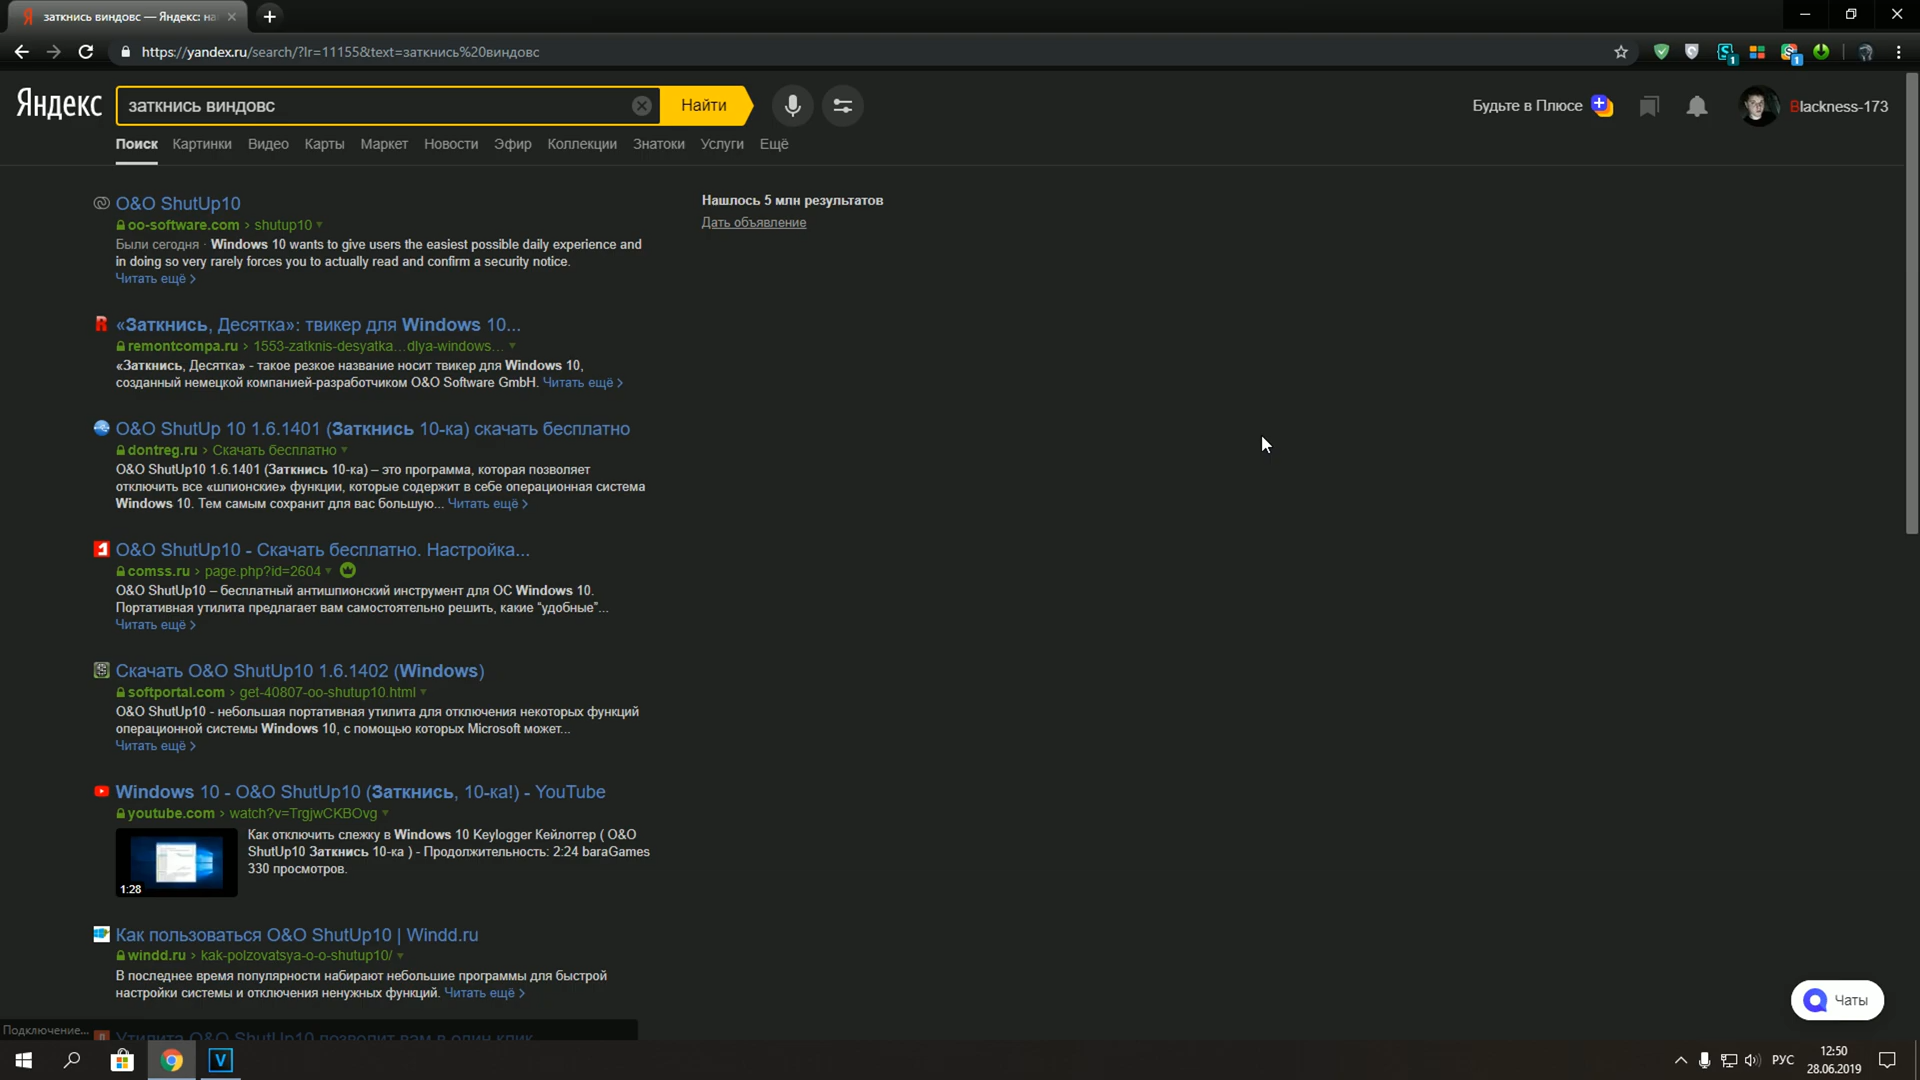 заткнись виндовс — Яндекс: на
https://yandex.ru/search/?lr=11155&text=заткнись%20виндовс
Яндекс
заткнись виндовс
Найти
Будьте в Плюсе
Blackness-173
Поиск Картинки Видео Карты Маркет Новости Эфир Коллекции Знатоки Услуги Ещё
O&O ShutUp10
oo-software.com › shutup10
Были сегодня · Windows 10 wants to give users the easiest possible daily experience and
in doing so very rarely forces you to actually read and confirm a security notice.
Читать ещё >
Нашлось 5 млн результатов
Дать объявление
«Заткнись, Десятка»: твикер для Windows 10...
remontcompa.ru › 1553-zatknis-desyatka…dlya-windows…
«Заткнись, Десятка» - такое резкое название носит твикер для Windows 10,
созданный немецкой компанией-разработчиком O&O Software GmbH. Читать ещё >
O&O ShutUp 10 1.6.1401 (Заткнись 10-ка) скачать бесплатно
dontreg.ru › Скачать бесплатно
O&O ShutUp10 1.6.1401 (Заткнись 10-ка) – это программа, которая позволяет
отключить все «шпионские» функции, которые содержит в себе операционная система
Windows 10. Тем самым сохранит для вас большую... Читать ещё >
O&O ShutUp10 - Скачать бесплатно. Настройка...
comss.ru › page.php?id=2604
O&O ShutUp10 – бесплатный антишпионский инструмент для ОС Windows 10.
Портативная утилита предлагает вам самостоятельно решить, какие “удобные”...
Читать ещё >
Скачать O&O ShutUp10 1.6.1402 (Windows)
softportal.com › get-40807-oo-shutup10.html
O&O ShutUp10 - небольшая портативная утилита для отключения некоторых функций
операционной системы Windows 10, с помощью которых Microsoft может...
Читать ещё >
Windows 10 - O&O ShutUp10 (Заткнись, 10-ка!) - YouTube
youtube.com › watch?v=TrgjwCKBOvg
Как отключить слежку в Windows 10 Keylogger Кейлоггер ( O&O
ShutUp10 Заткнись 10-ка ) - Продолжительность: 2:24 baraGames
330 просмотров.
1:28
Как пользоваться O&O ShutUp10 | Windd.ru
windd.ru › kak-polzovatsya-o-o-shutup10/
В последнее время популярности набирают небольшие программы для быстрой
настройки системы и отключения ненужных функций. Читать ещё >
Чаты
Подключение...
Утилита O&O ShutUp10 позволит вам в один клик
РУС
12:50
28.06.2019